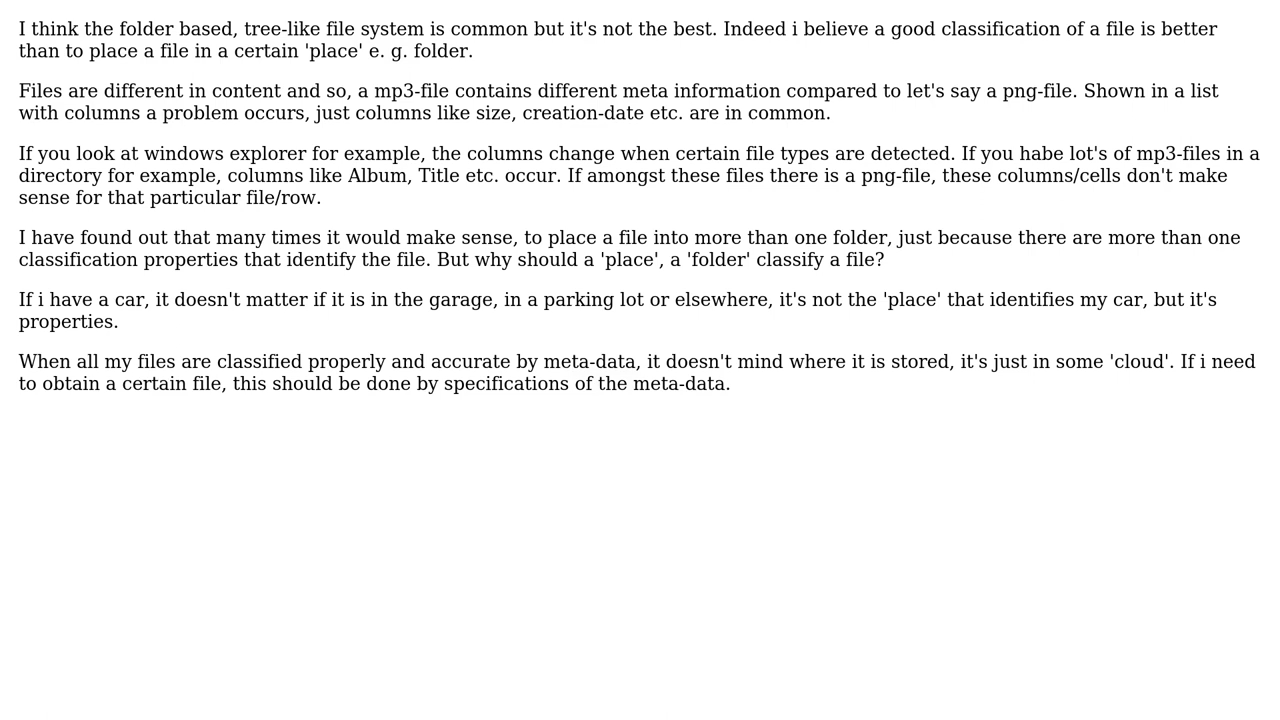 I think the folder based, tree-like file system is common but it's not the best. Indeed i believe a good classification of a file is better
than to place a file in a certain 'place' e. g. folder.
Files are different in content and so, a mp3-file contains different meta information compared to let's say a png-file. Shown in a list
with columns a problem occurs, just columns like size, creation-date etc. are in common.
If you look at windows explorer for example, the columns change when certain file types are detected. If you habe lot's of mp3-files in a
directory for example, columns like Album, Title etc. occur. If amongst these files there is a png-file, these columns/cells don't make
sense for that particular file/row.
I have found out that many times it would make sense, to place a file into more than one folder, just because there are more than one
classification properties that identify the file. But why should a 'place', a 'folder' classify a file?
If i have a car, it doesn't matter if it is in the garage, in a parking lot or elsewhere, it's not the 'place' that identifies my car, but it's
properties.
When all my files are classified properly and accurate by meta-data, it doesn't mind where it is stored, it's just in some 'cloud'. If i need
to obtain a certain file, this should be done by specifications of the meta-data.